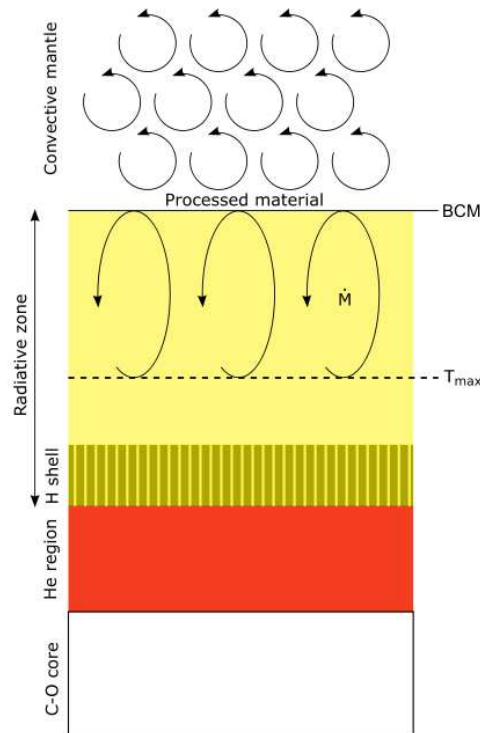 Convective mantle
Processed material
BCM
Radiative zone
Ṁ
Tmax
H shell
He region
C-O core